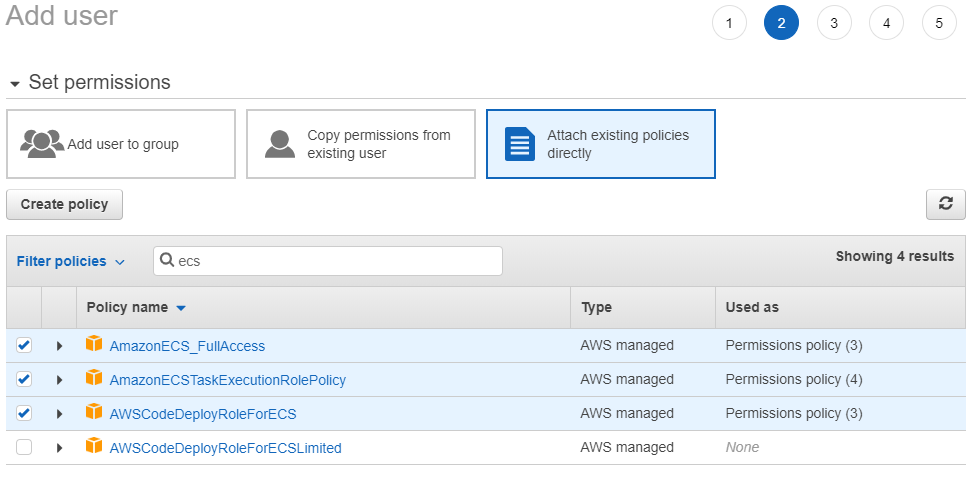 Add user
1 2 3 4 5
Set permissions
Add user to group
Copy permissions from
existing user
Attach existing policies
directly
Create policy
Filter policies
ecs
Showing 4 results
Policy name Type Used as
AmazonECS_FullAccess AWS managed Permissions policy (3)
AmazonECSTaskExecutionRolePolicy AWS managed Permissions policy (4)
AWSCodeDeployRoleForECS AWS managed Permissions policy (3)
AWSCodeDeployRoleForECSLimited AWS managed None